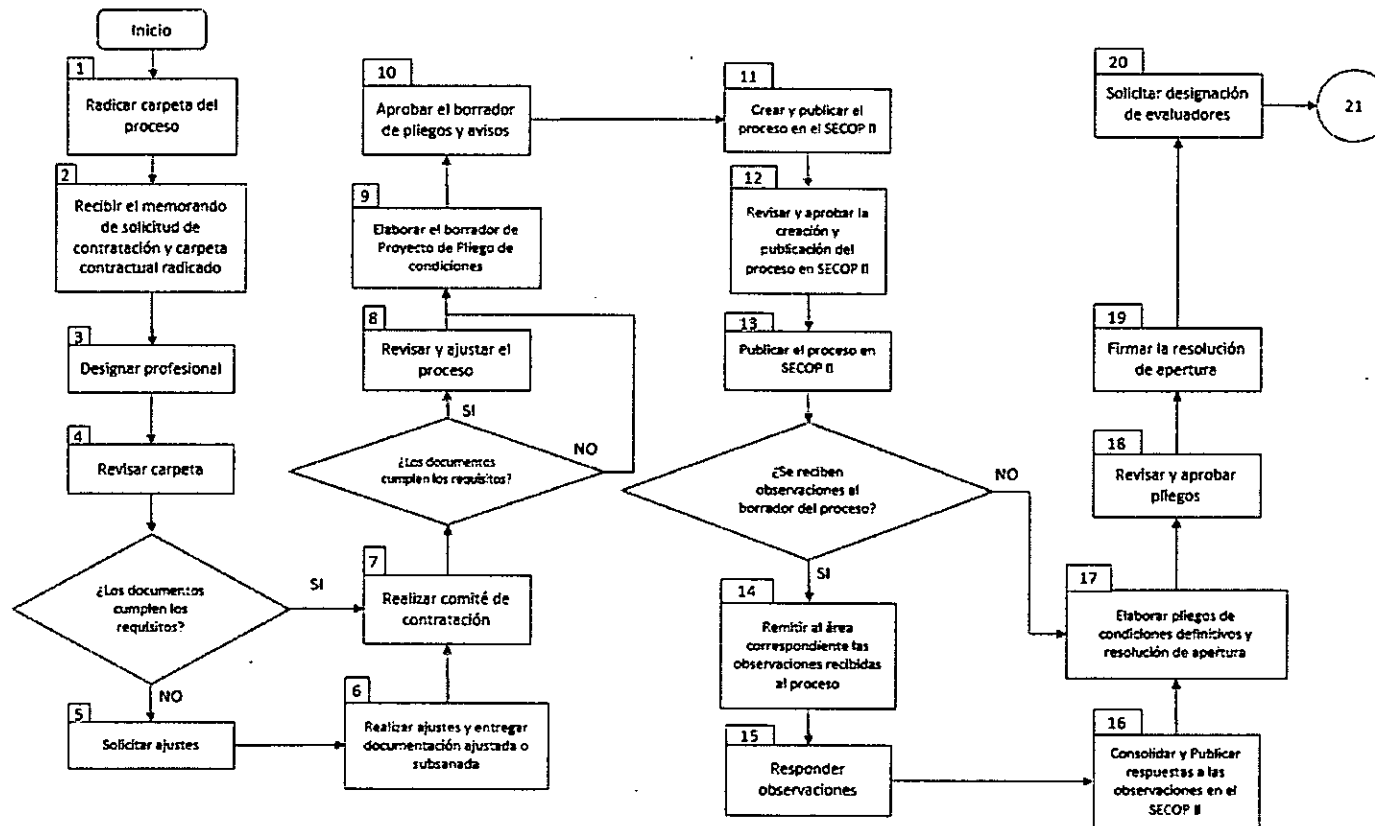 Inicio
1
Radicar carpeta del
proceso
2
Recibir el memorando
de solicitud de
contratación y carpeta
contractual radicado
3
Designar profesional
4
Revisar carpeta
¿Los documentos
cumplen los
requisitos?
SI
NO
5
Solicitar ajustes
6
Realizar ajustes y entregar
documentación ajustada o
subsanada
7
Realizar comité de
contratación
¿Los documentos
cumplen los requisitos?
SI
NO
8
Revisar y ajustar el
proceso
9
Elaborar el borrador de
Proyecto de Pliego de
condiciones
10
Aprobar el borrador
de pliegos y avisos
11
Crear y publicar el
proceso en el SECOP II
12
Revisar y aprobar la
creación y
publicación del
proceso en SECOP II
13
Publicar el proceso en
SECOP II
¿Se reciben
observaciones al
borrador del proceso?
NO
SI
14
Remitir al área
correspondiente las
observaciones recibidas
al proceso
15
Responder
observaciones
16
Consolidar y Publicar
respuestas a las
observaciones en el
SECOP II
17
Elaborar pliegos de
condiciones definitivos y
resolución de apertura
18
Revisar y aprobar
pliegos
19
Firmar la resolución
de apertura
20
Solicitar designación
de evaluadores
21